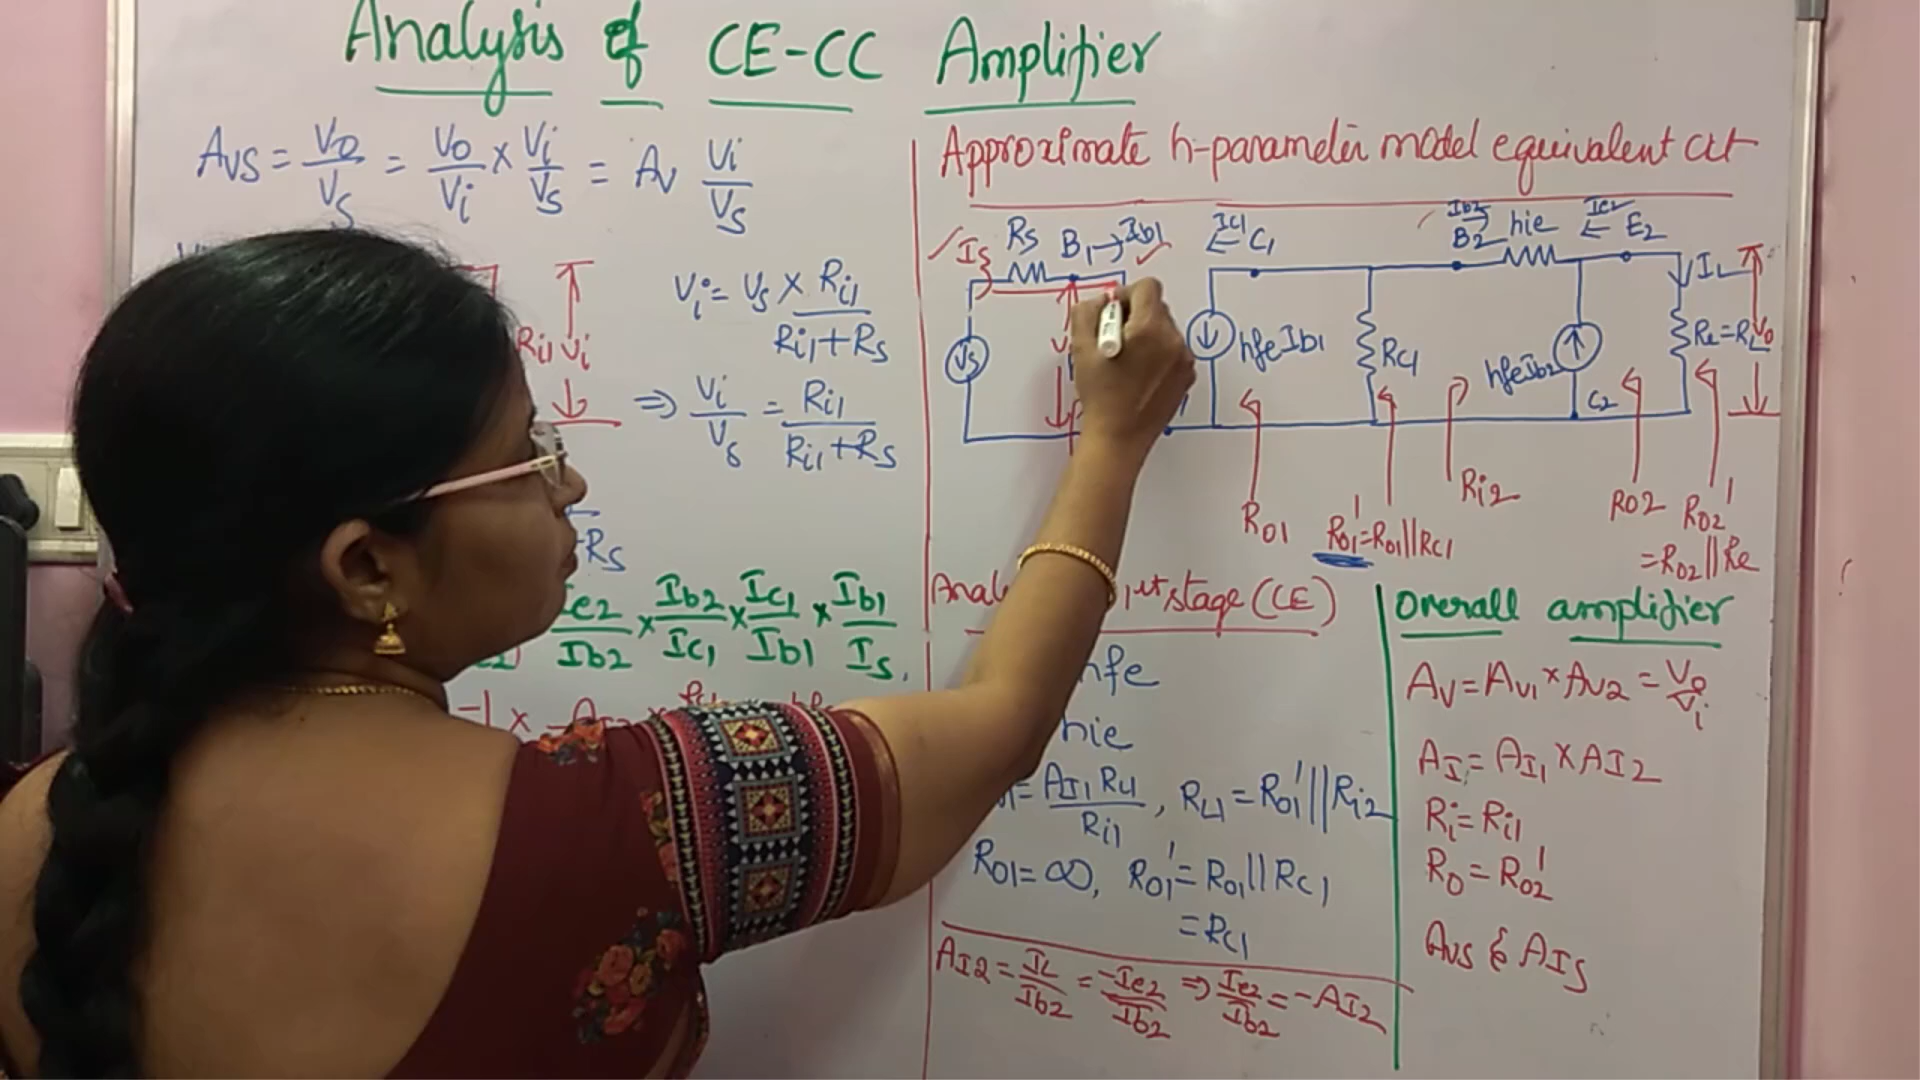 Analysis of CE-CC Amplifier
Avs = Vo/Vs = Vo/Vi × Vi/Vs = Av Vi/Vs
Ri1 Vi
Vi = Vs × Ri1/(Ri1+Rs)
⇒ Vi/Vs = Ri1/(Ri1+Rs)
Rs
Ie2/Ib2 × Ib2/Ic1 × Ic1/Ib1 × Ib1/Is
-1 × -AI2 ×
Approximate h-parameter model equivalent ckt
Is Rs B1 → Ib1
Ic1 ← C1
Ib2 → B2 hie Ic2 ← E2
IL
Vs
hfeIb1
Rc1
hfeIb2
C2
Re=RL Vo
Ro1
Ro1' = Ro1||Rc1
Ri2
Ro2
Ro2' = Ro2||Re
1st stage (CE)
hfe
hie
= AI1 RL1/Ri1 , RL1 = Ro1'||Ri2
Ro1 = ∞, Ro1' = Ro1||Rc1
= Rc1
AI2 = IL/Ib2 = -Ie2/Ib2 ⇒ Ie2/Ib2 = -AI2
Overall amplifier
Av = Av1 × Av2 = Vo/Vi
AI = AI1 × AI2
Ri = Ri1
Ro = Ro2'
Avs & AIs